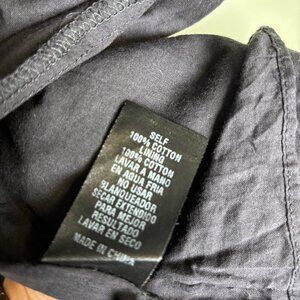 SELF
100% COTTON
LINING
100% COTTON
LAVAR A MANO
EN AGUA FRIA
NO USAR
BLANQUEADOR
SECAR EXTENDIDO
PARA MEJOR
RESULTADO
LAVAR EN SECO
MADE IN CHINA